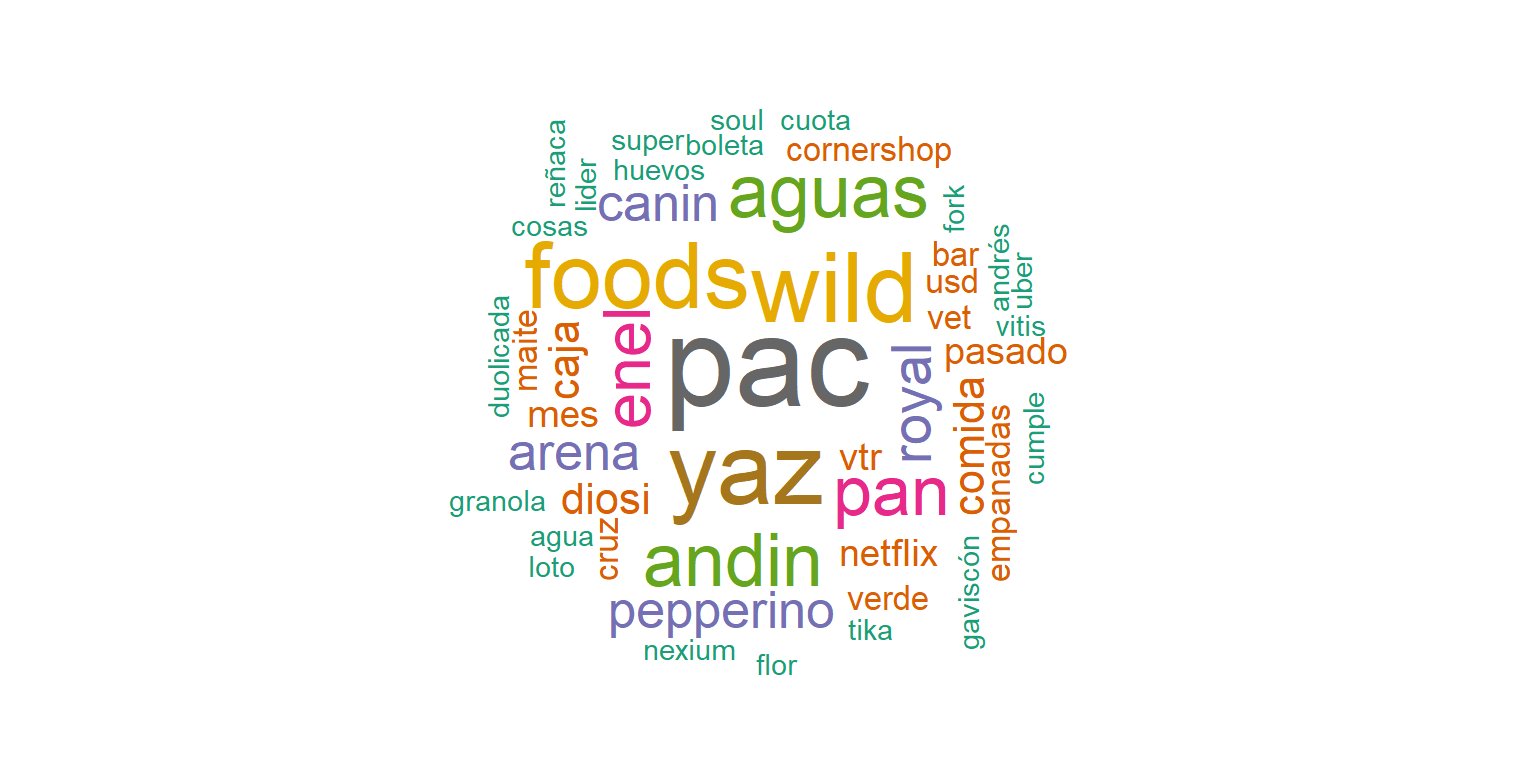 soul
cuota
super
boleta
cornershop
reñaca
lider
huevos
canin
aguas
fork
cosas
foods
wild
bar
usd
vet
andrés
uber
vitis
duolicada
maite
caja
enel
pac
royal
pasado
mes
comida
empanadas
cumple
arena
yaz
vtr
pan
granola
diosi
agua
loto
cruz
andin
netflix
gaviscón
pepperino
verde
tika
nexium
flor